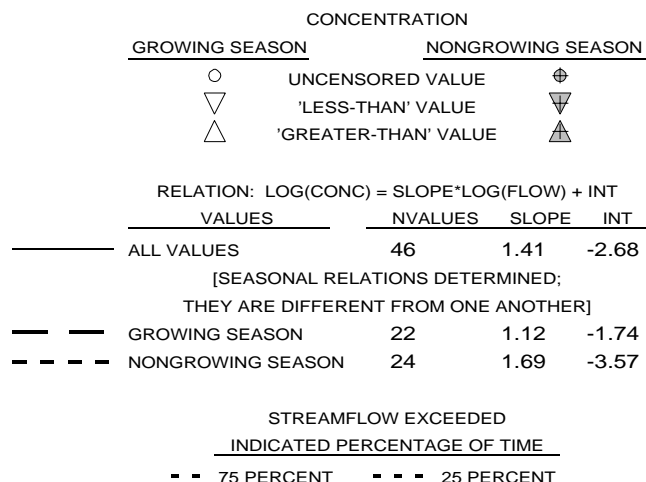 CONCENTRATION
GROWING SEASON NONGROWING SEASON
UNCENSORED VALUE
'LESS-THAN' VALUE
'GREATER-THAN' VALUE
RELATION: LOG(CONC) = SLOPE*LOG(FLOW) + INT
VALUES NVALUES SLOPE INT
ALL VALUES 46 1.41 -2.68
[SEASONAL RELATIONS DETERMINED;
THEY ARE DIFFERENT FROM ONE ANOTHER]
GROWING SEASON 22 1.12 -1.74
NONGROWING SEASON 24 1.69 -3.57
STREAMFLOW EXCEEDED
INDICATED PERCENTAGE OF TIME
75 PERCENT 25 PERCENT